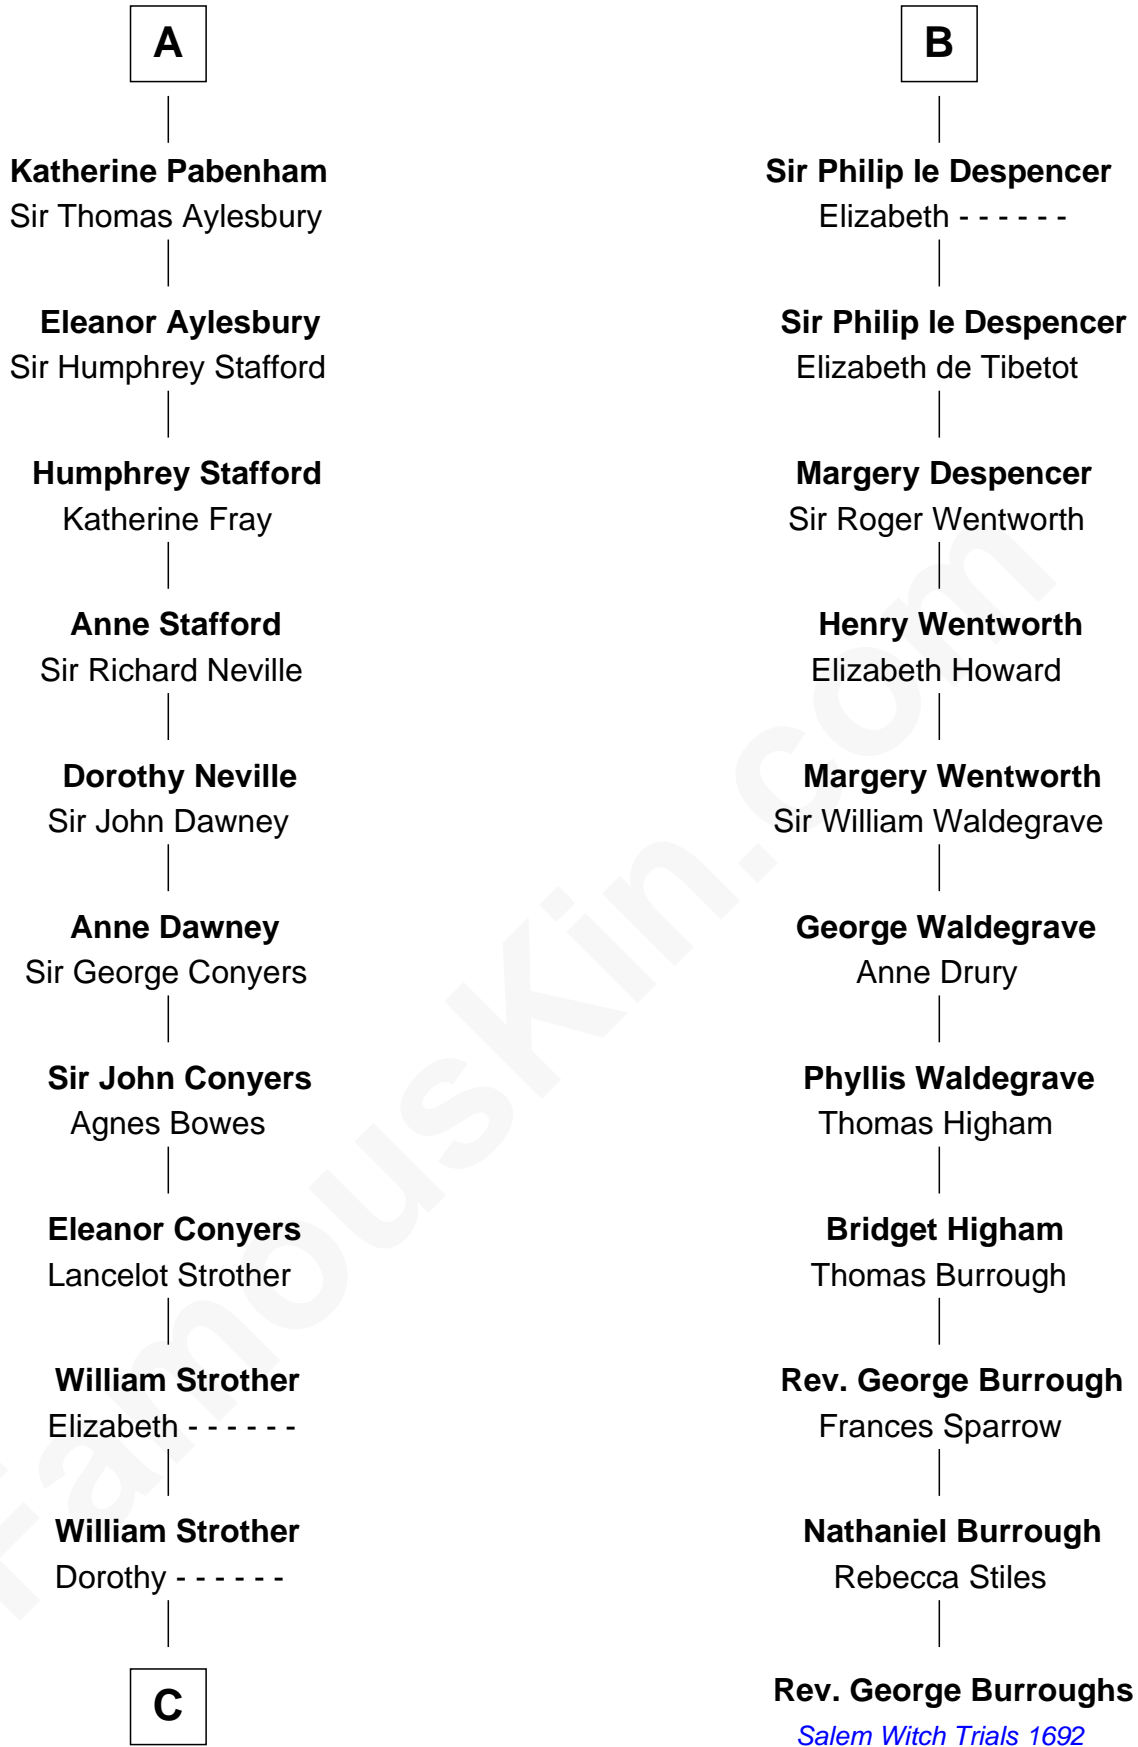 A
Katherine Pabenham
Sir Thomas Aylesbury
Eleanor Aylesbury
Sir Humphrey Stafford
Humphrey Stafford
Katherine Fray
Anne Stafford
Sir Richard Neville
Dorothy Neville
Sir John Dawney
Anne Dawney
Sir George Conyers
Sir John Conyers
Agnes Bowes
Eleanor Conyers
Lancelot Strother
William Strother
Elizabeth - - - - - -
William Strother
Dorothy - - - - - -
C
B
Sir Philip le Despencer
Elizabeth - - - - - -
Sir Philip le Despencer
Elizabeth de Tibetot
Margery Despencer
Sir Roger Wentworth
Henry Wentworth
Elizabeth Howard
Margery Wentworth
Sir William Waldegrave
George Waldegrave
Anne Drury
Phyllis Waldegrave
Thomas Higham
Bridget Higham
Thomas Burrough
Rev. George Burrough
Frances Sparrow
Nathaniel Burrough
Rebecca Stiles
Rev. George Burroughs
Salem Witch Trials 1692
FamousKin.com